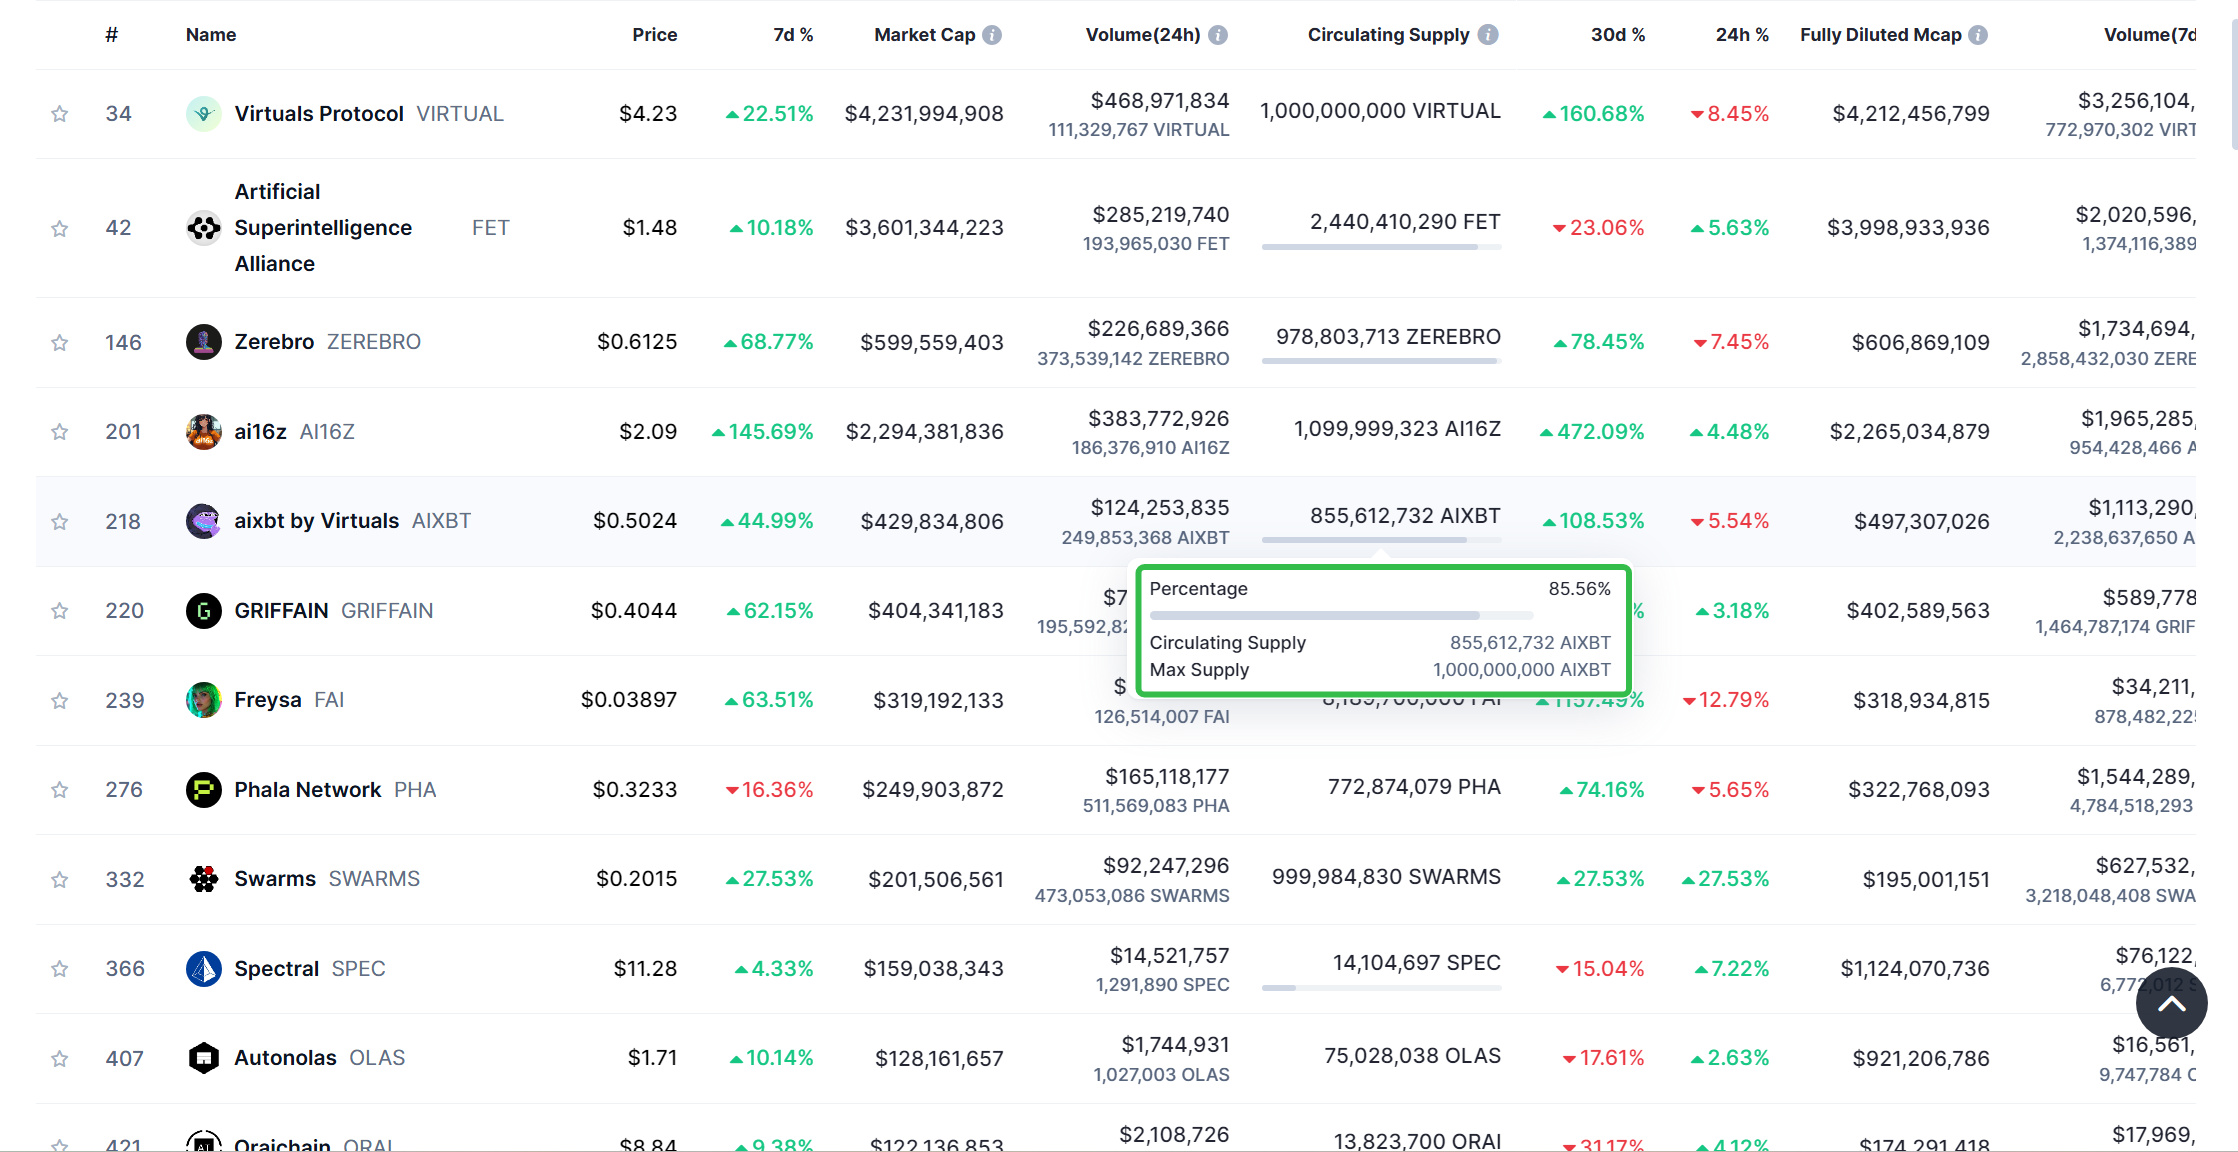 # Name Price 7d % Market Cap Volume(24h) Circulating Supply 30d % 24h % Fully Diluted Mcap Volume(7d
34 Virtuals Protocol VIRTUAL $4.23 22.51% $4,231,994,908 $468,971,834 1,000,000,000 VIRTUAL 160.68% 8.45% $4,212,456,799 $3,256,104,
111,329,767 VIRTUAL 772,970,302 VIRT
Artificial
42 Superintelligence FET $1.48 10.18% $3,601,344,223 $285,219,740 2,440,410,290 FET 23.06% 5.63% $3,998,933,936 $2,020,596,
Alliance 193,965,030 FET 1,374,116,389
146 Zerebro ZEREBRO $0.6125 68.77% $599,559,403 $226,689,366 978,803,713 ZEREBRO 78.45% 7.45% $606,869,109 $1,734,694,
373,539,142 ZEREBRO 2,858,432,030 ZERE
201 ai16z AI16Z $2.09 145.69% $2,294,381,836 $383,772,926 1,099,999,323 AI16Z 472.09% 4.48% $2,265,034,879 $1,965,285,
186,376,910 AI16Z 954,428,466 A
218 aixbt by Virtuals AIXBT $0.5024 44.99% $429,834,806 $124,253,835 855,612,732 AIXBT 108.53% 5.54% $497,307,026 $1,113,290,
249,853,368 AIXBT 2,238,637,650 A
Percentage 85.56%
Circulating Supply 855,612,732 AIXBT
Max Supply 1,000,000,000 AIXBT
220 GRIFFAIN GRIFFAIN $0.4044 62.15% $404,341,183 $7 % 3.18% $402,589,563 $589,778
195,592,82 1,464,787,174 GRIF
239 Freysa FAI $0.03897 63.51% $319,192,133 $ 1157.49% 12.79% $318,934,815 $34,211,
126,514,007 FAI 878,482,22
276 Phala Network PHA $0.3233 16.36% $249,903,872 $165,118,177 772,874,079 PHA 74.16% 5.65% $322,768,093 $1,544,289,
511,569,083 PHA 4,784,518,293
332 Swarms SWARMS $0.2015 27.53% $201,506,561 $92,247,296 999,984,830 SWARMS 27.53% 27.53% $195,001,151 $627,532,
473,053,086 SWARMS 3,218,048,408 SWA
366 Spectral SPEC $11.28 4.33% $159,038,343 $14,521,757 14,104,697 SPEC 15.04% 7.22% $1,124,070,736 $76,122,
1,291,890 SPEC 6,772,012 S
407 Autonolas OLAS $1.71 10.14% $128,161,657 $1,744,931 75,028,038 OLAS 17.61% 2.63% $921,206,786 $16,561,
1,027,003 OLAS 9,747,784 O
421 Oraichain ORAI $8.84 9.38% $122,136,853 $2,108,726 13,823,700 ORAI 31.17% 4.12% $174,291,418 $17,969,